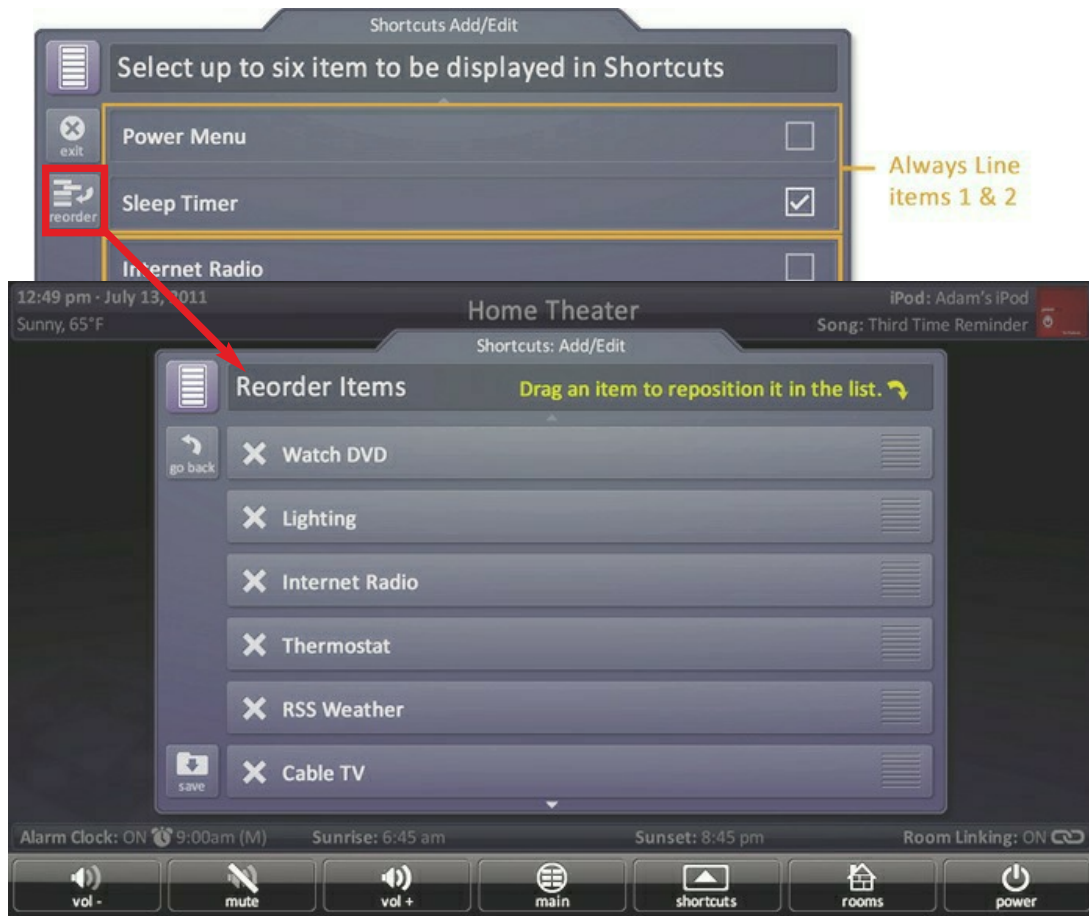 Shortcuts Add/Edit
Select up to six item to be displayed in Shortcuts
exit
Power Menu
reorder
Sleep Timer
Internet Radio
Always Line
items 1 & 2
12:49 pm · July 13, 2011
Sunny, 65°F
Home Theater
iPod: Adam's iPod
Song: Third Time Reminder
Shortcuts: Add/Edit
Reorder Items
Drag an item to reposition it in the list.
go back
Watch DVD
Lighting
Internet Radio
Thermostat
RSS Weather
save
Cable TV
Alarm Clock: ON 9:00am (M)
Sunrise: 6:45 am
Sunset: 8:45 pm
Room Linking: ON
vol -
mute
vol +
main
shortcuts
rooms
power